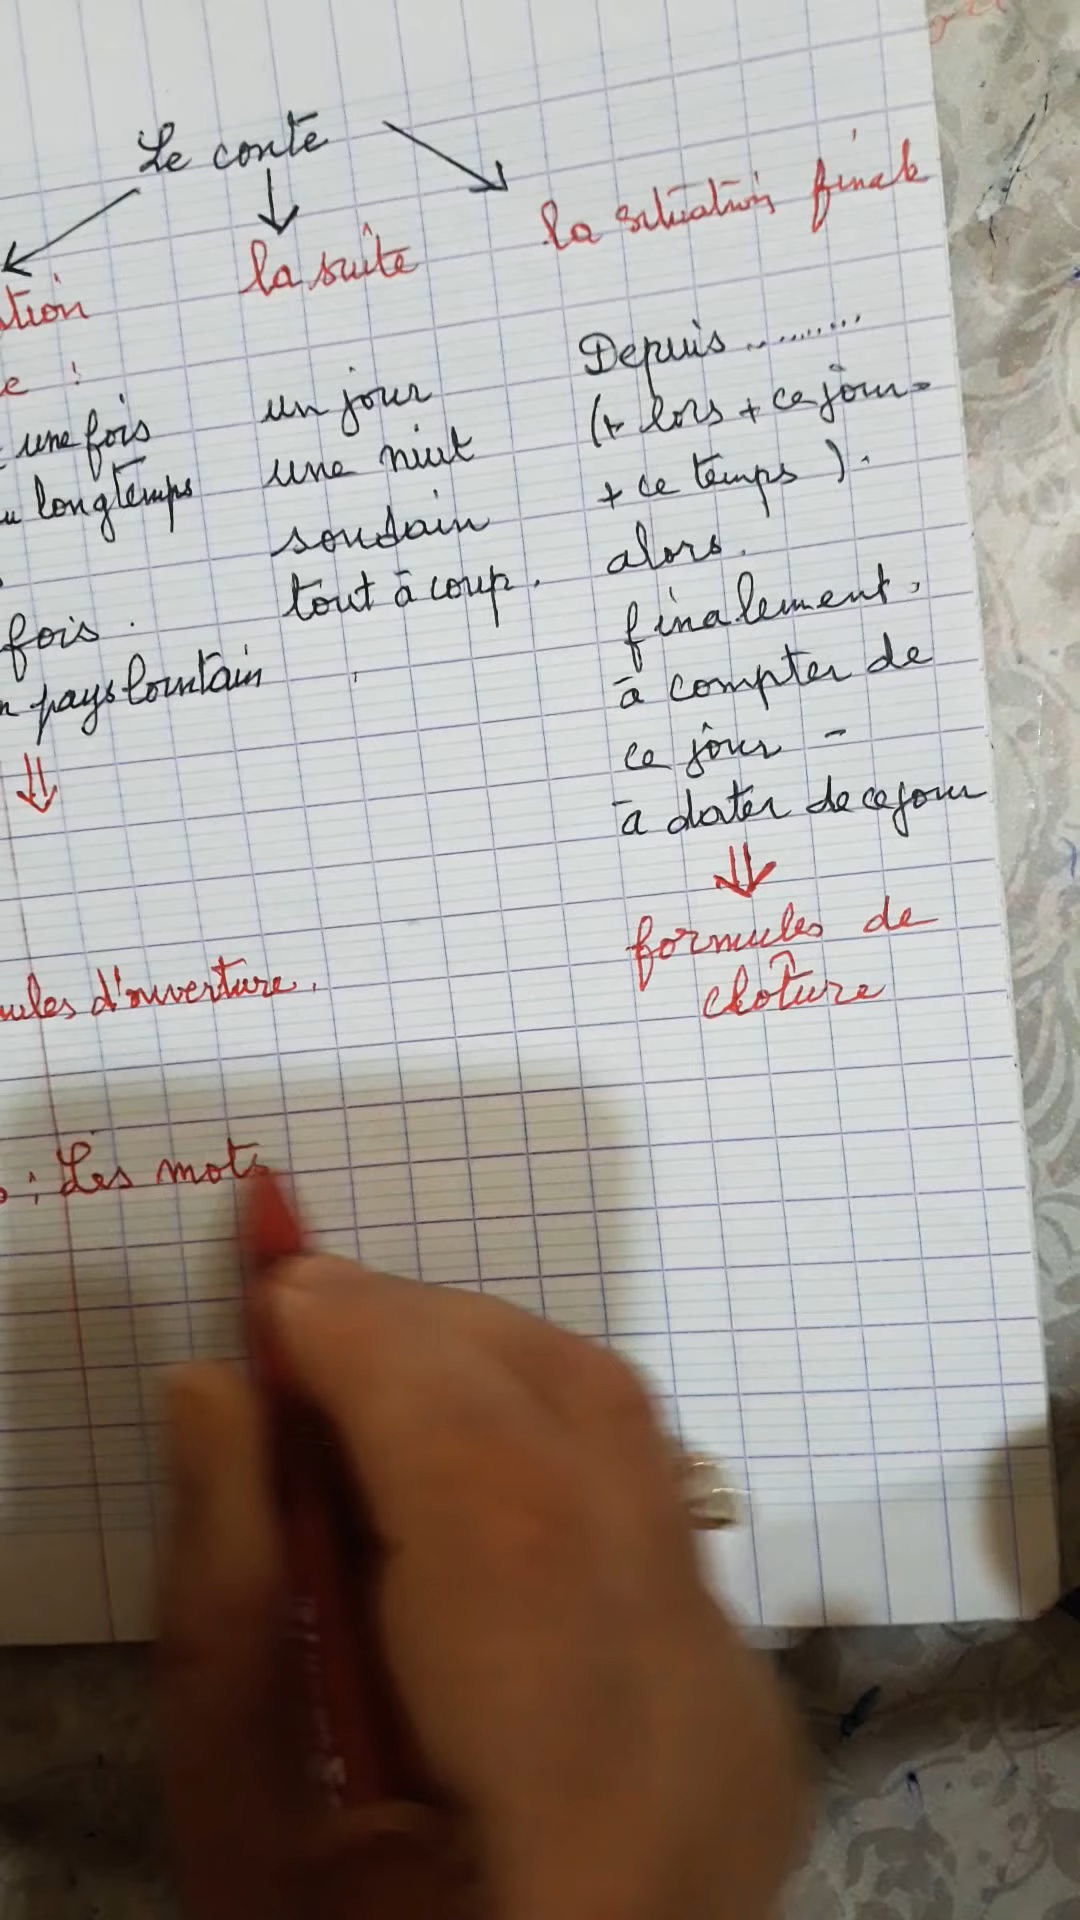 Le conte
tion
e :
une fois
u longtemps
fois.
n pays lountain
ules d'ouverture.
la suite
un jour
une nuit
soudain
tout à coup.
la situation finale
Depuis ..........
(+ lors + ce jour-
+ ce temps ).
alors.
finalement,
à compter de
ce jour -
à dater de ce jour
formules de
clôture
: Les mots